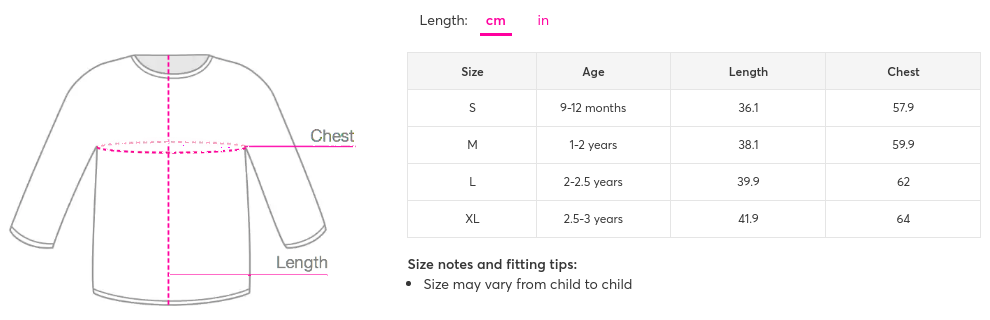 Length: cm in
Chest
Length
Size Age Length Chest
S 9-12 months 36.1 57.9
M 1-2 years 38.1 59.9
L 2-2.5 years 39.9 62
XL 2.5-3 years 41.9 64
Size notes and fitting tips:
• Size may vary from child to child